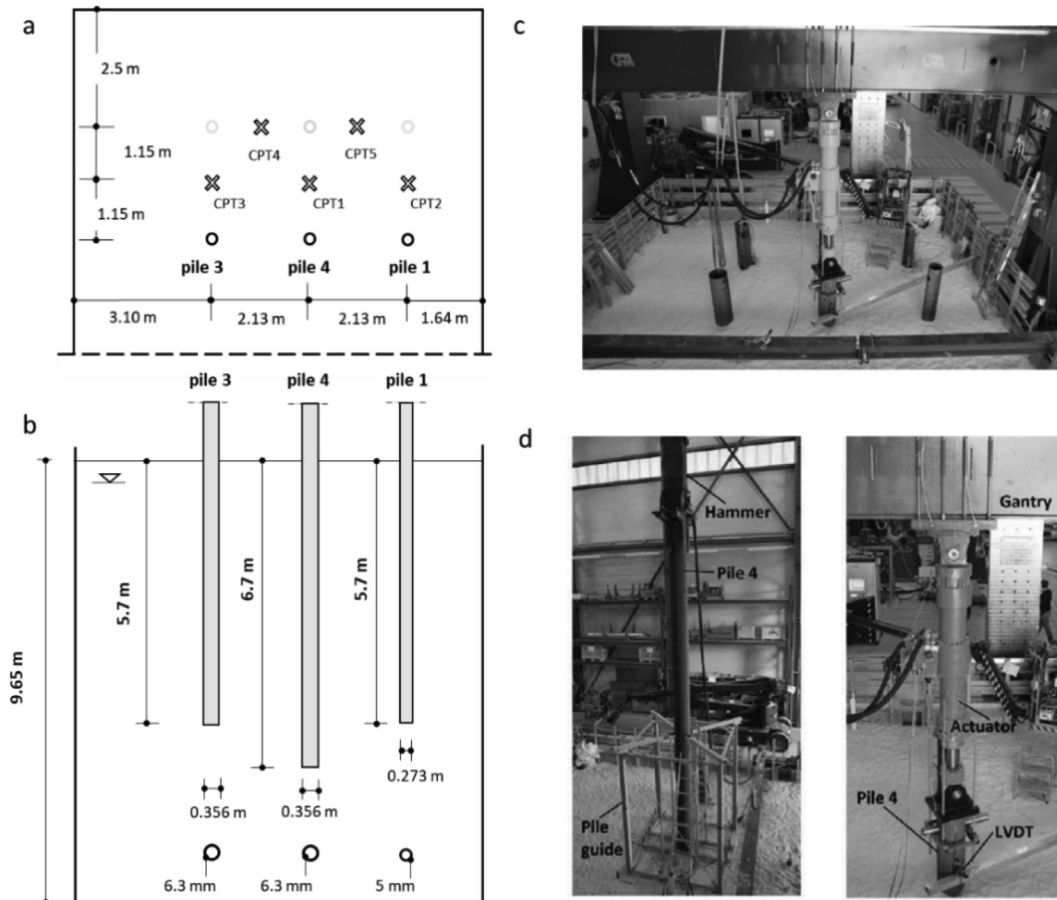 a
2.5 m
1.15 m
1.15 m
CPT4
CPT5
CPT3
CPT1
CPT2
pile 3
pile 4
pile 1
3.10 m
2.13 m
2.13 m
1.64 m
b
pile 3
pile 4
pile 1
9.65 m
5.7 m
6.7 m
5.7 m
0.356 m
0.356 m
0.273 m
6.3 mm
6.3 mm
5 mm
c
d
Hammer
Pile 4
Pile
guide
Gantry
Actuator
Pile 4
LVDT